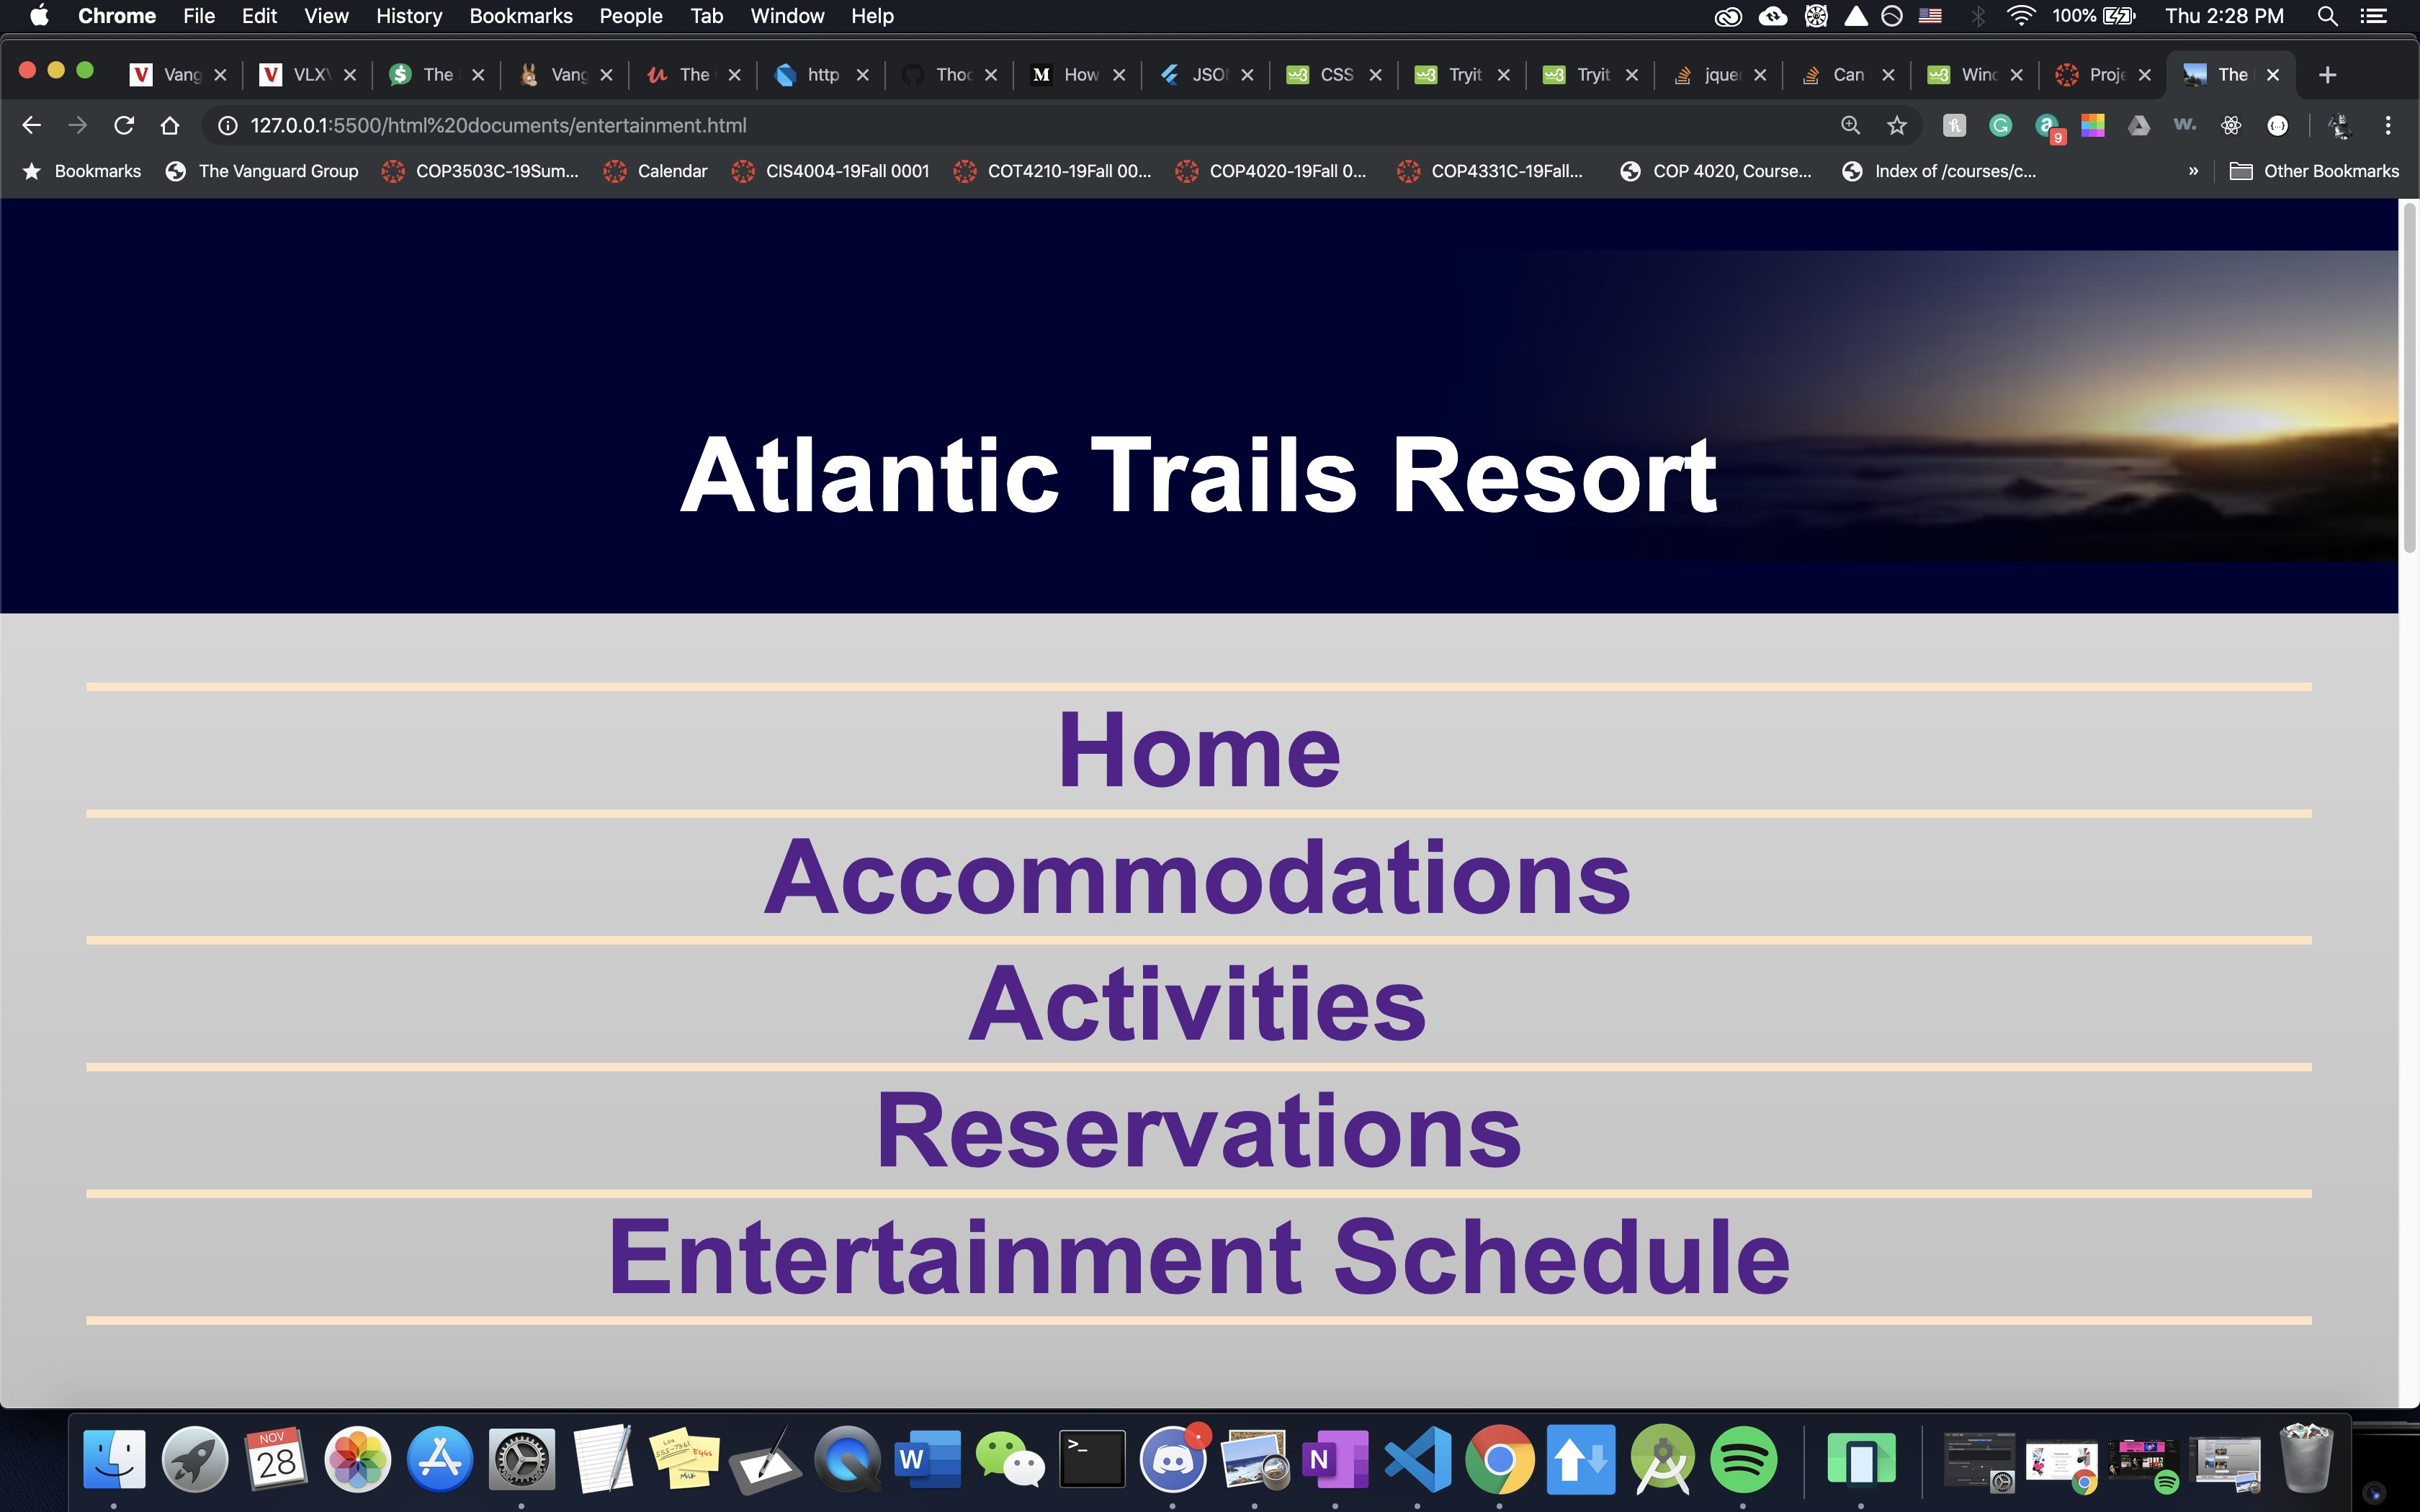 Chrome File Edit View History Bookmarks People Tab Window Help 100% Thu 2:28 PM
Vang VLXV The Vang The http Thoc How JSO CSS Tryit Tryit jque Can Winc Proje The
127.0.0.1:5500/html%20documents/entertainment.html 9
Bookmarks The Vanguard Group COP3503C-19Sum... Calendar CIS4004-19Fall 0001 COT4210-19Fall 00... COP4020-19Fall 0... COP4331C-19Fall... COP 4020, Course... Index of /courses/c... » Other Bookmarks
Atlantic Trails Resort
Home
Accommodations
Activities
Reservations
Entertainment Schedule
NOV
28